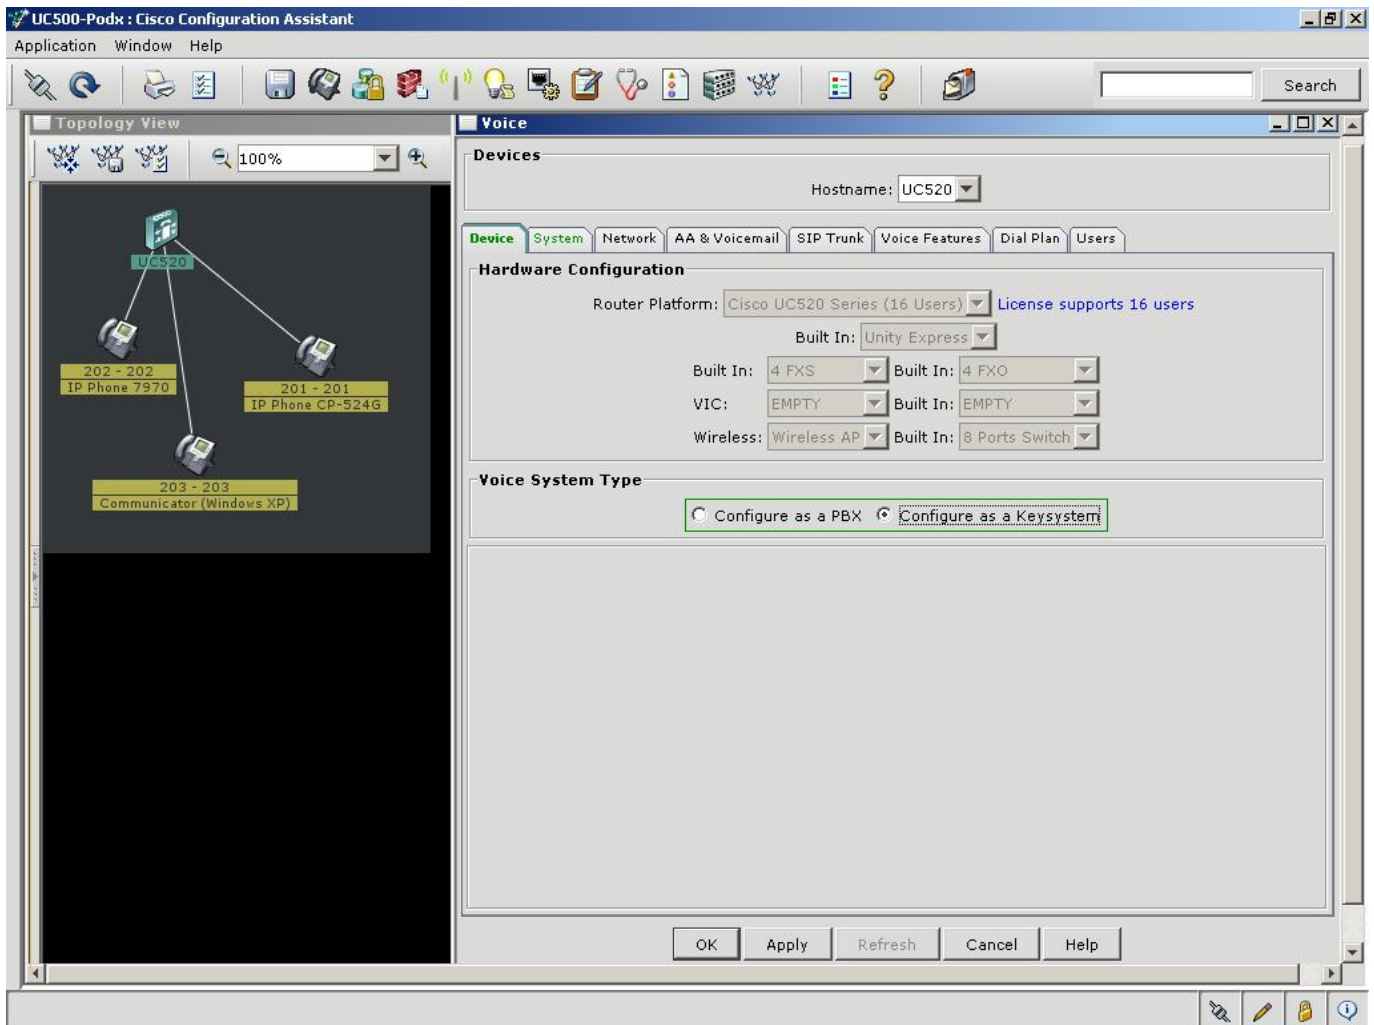 UC500-Podx : Cisco Configuration Assistant
Application Window Help
Search
Topology View
100%
UC520
202 - 202
IP Phone 7970
201 - 201
IP Phone CP-524G
203 - 203
Communicator (Windows XP)
Voice
Devices
Hostname: UC520
Device System Network AA & Voicemail SIP Trunk Voice Features Dial Plan Users
Hardware Configuration
Router Platform: Cisco UC520 Series (16 Users) License supports 16 users
Built In: Unity Express
Built In: 4 FXS Built In: 4 FXO
VIC: EMPTY Built In: EMPTY
Wireless: Wireless AP Built In: 8 Ports Switch
Voice System Type
Configure as a PBX Configure as a Keysystem
OK Apply Refresh Cancel Help